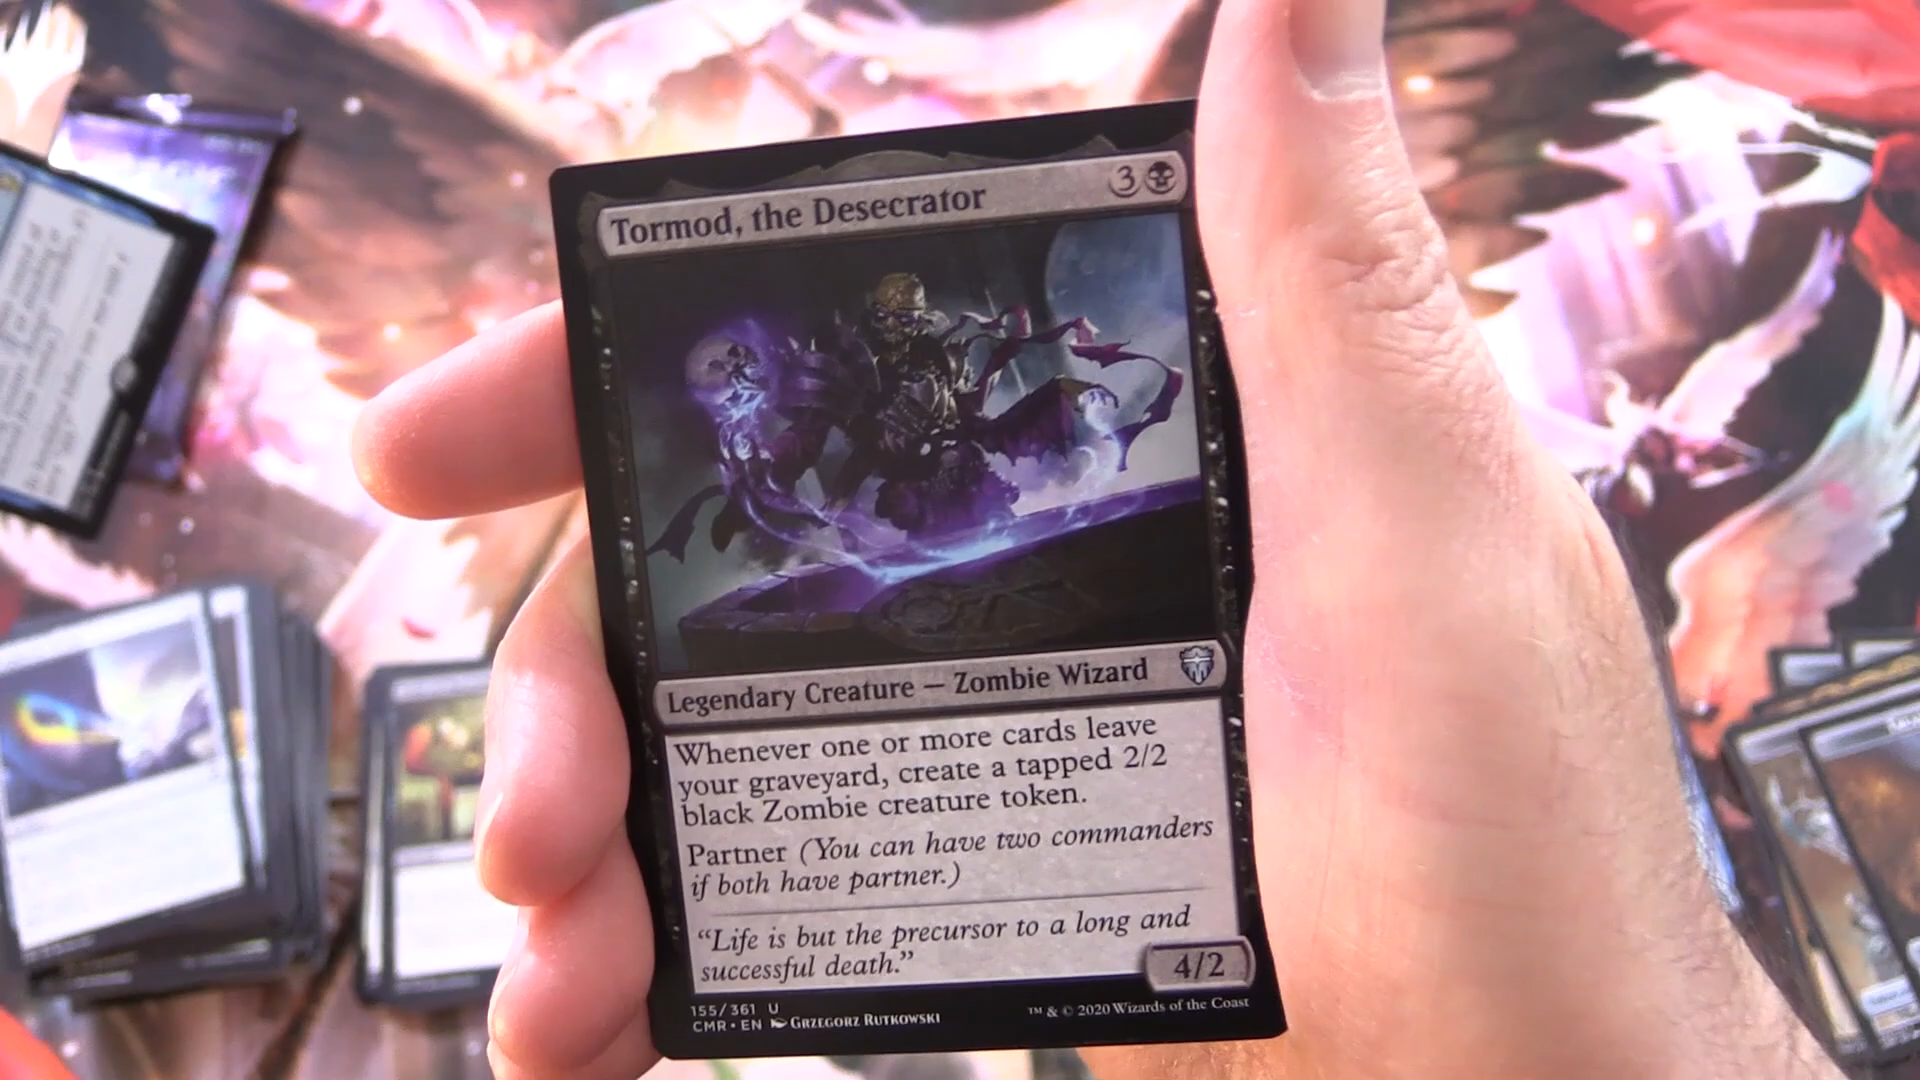 Tormod, the Desecrator 3
Legendary Creature — Zombie Wizard
Whenever one or more cards leave
your graveyard, create a tapped 2/2
black Zombie creature token.
Partner (You can have two commanders
if both have partner.)
“Life is but the precursor to a long and
successful death.”
4/2
155/361 U
CMR • EN GRZEGORZ RUTKOWSKI
™ & © 2020 Wizards of the Coast